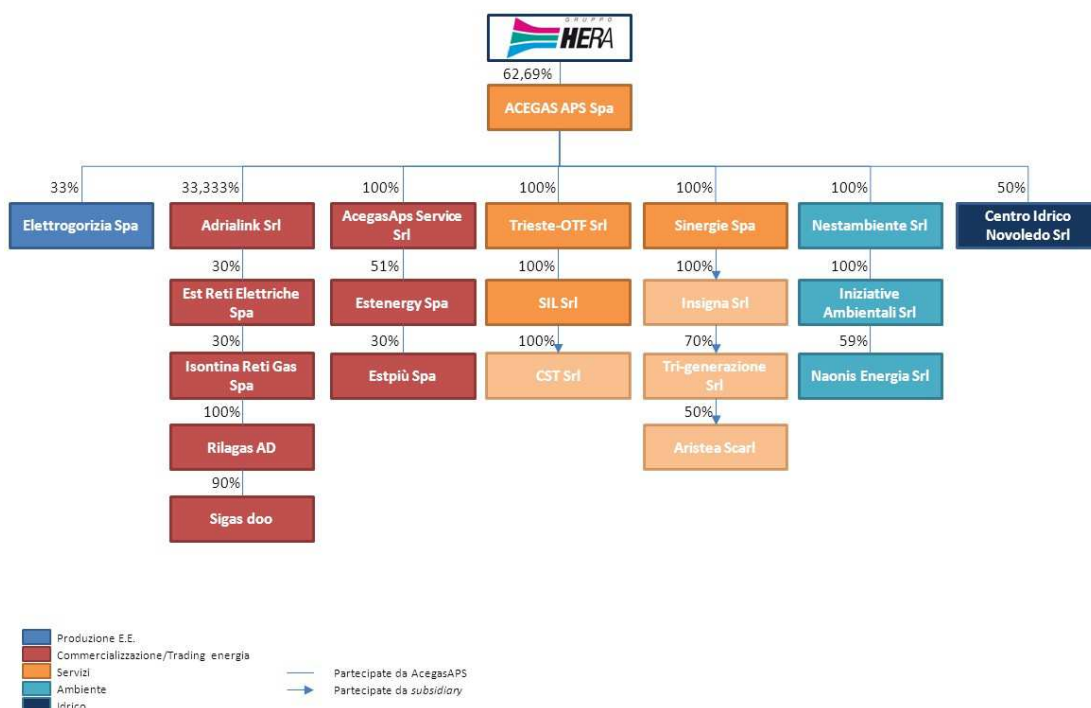 GRUPPO
HERA
62,69%
ACEGAS APS Spa
33%
33,333%
100%
100%
100%
100%
50%
Elettrogorizia Spa
Adrialink Srl
AcegasAps Service
Srl
Trieste-OTF Srl
Sinergie Spa
Nestambiente Srl
Centro Idrico
Novoledo Srl
30%
51%
100%
100%
100%
Est Reti Elettriche
Spa
Estenergy Spa
SIL Srl
Insigna Srl
Iniziative
Ambientali Srl
30%
30%
100%
70%
59%
Isontina Reti Gas
Spa
Estpiù Spa
CST Srl
Tri-generazione
Srl
Naonis Energia Srl
100%
50%
Rilagas AD
Aristea Scarl
90%
Sigas doo
Produzione E.E.
Commercializzazione/Trading energia
Servizi
Ambiente
Idrico
Partecipate da AcegasAPS
Partecipate da subsidiary